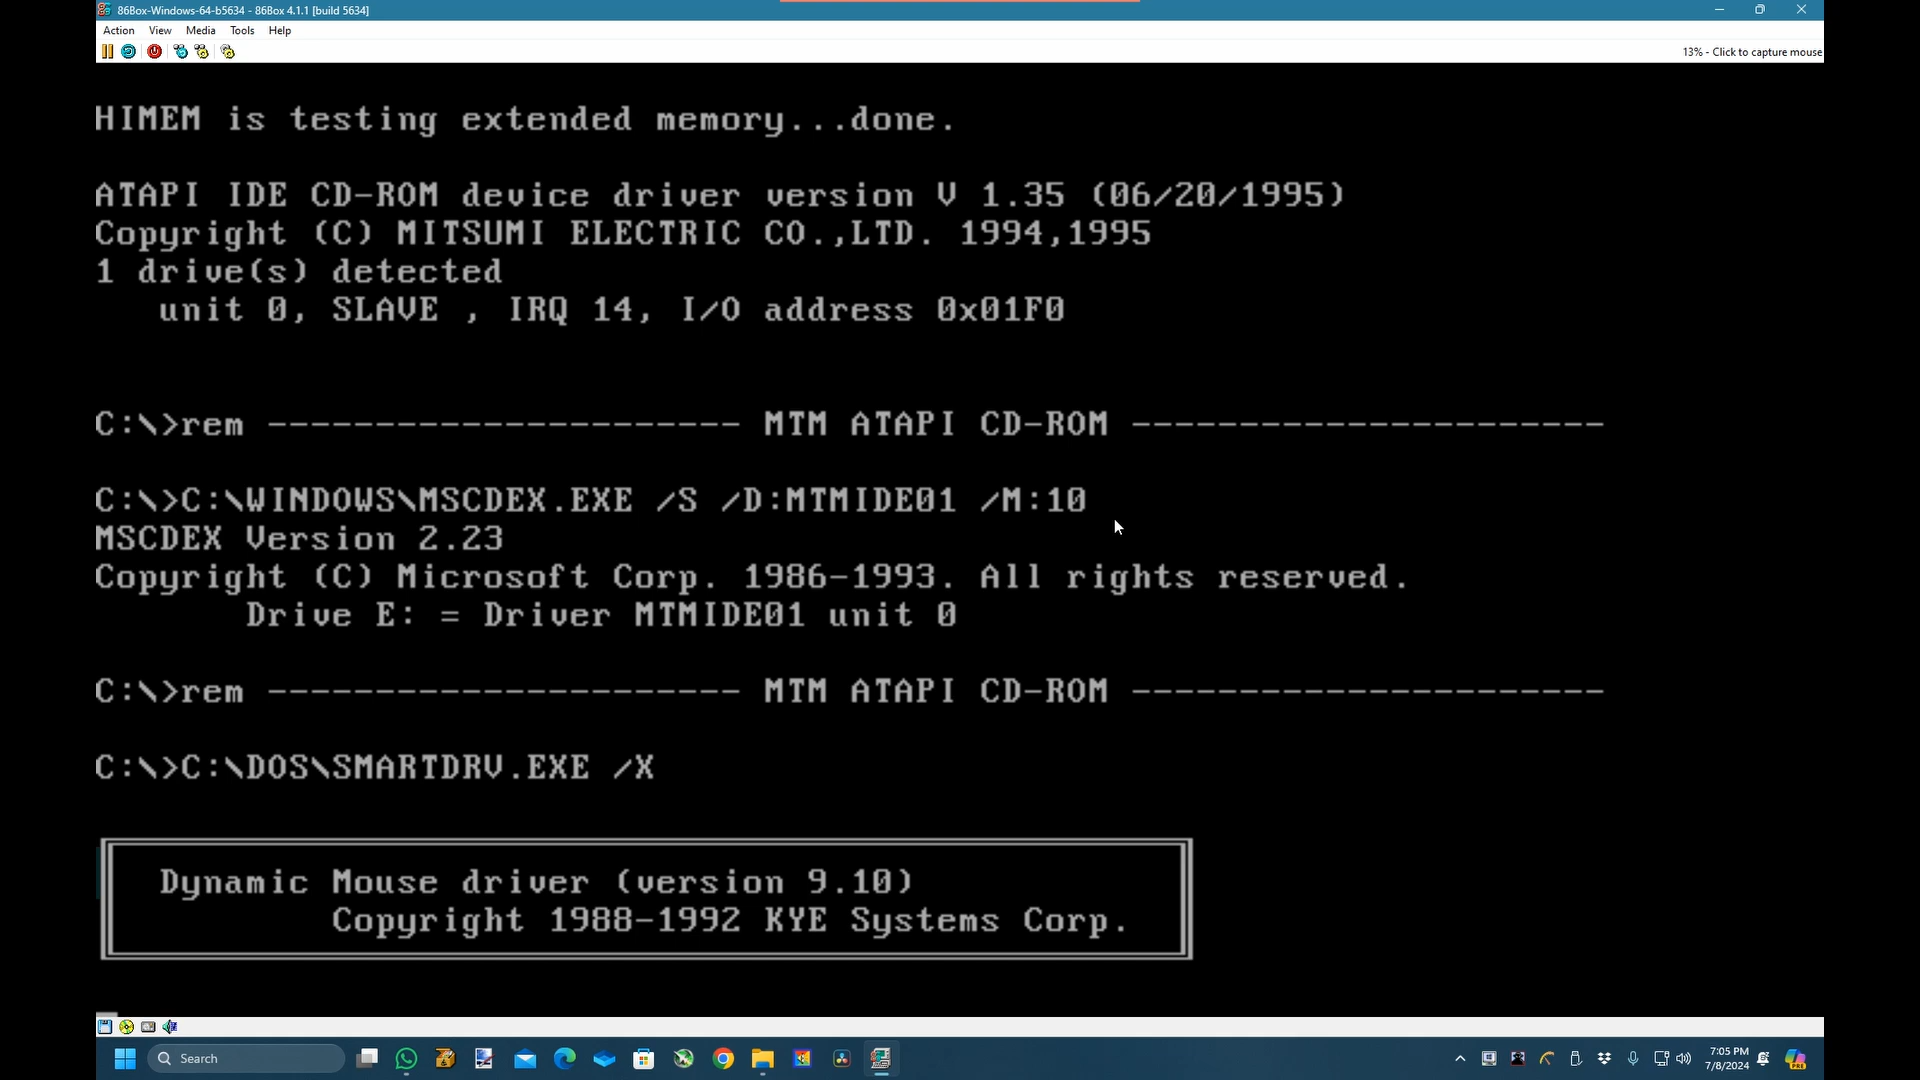 86Box-Windows-64-b5634 - 86Box 4.1.1 [build 5634]
Action View Media Tools Help
13% - Click to capture mouse
HIMEM is testing extended memory...done.
ATAPI IDE CD-ROM device driver version V 1.35 (06/20/1995)
Copyright (C) MITSUMI ELECTRIC CO.,LTD. 1994,1995
1 drive(s) detected
unit 0, SLAVE , IRQ 14, I/O address 0x01F0
C:\>rem ---------------------- MTM ATAPI CD-ROM ----------------------
C:\>C:\WINDOWS\MSCDEX.EXE /S /D:MTMIDE01 /M:10
MSCDEX Version 2.23
Copyright (C) Microsoft Corp. 1986-1993. All rights reserved.
Drive E: = Driver MTMIDE01 unit 0
C:\>rem ---------------------- MTM ATAPI CD-ROM ----------------------
C:\>C:\DOS\SMARTDRV.EXE /X
Dynamic Mouse driver (version 9.10)
Copyright 1988-1992 KYE Systems Corp.
Search
7:05 PM
7/8/2024
PRE